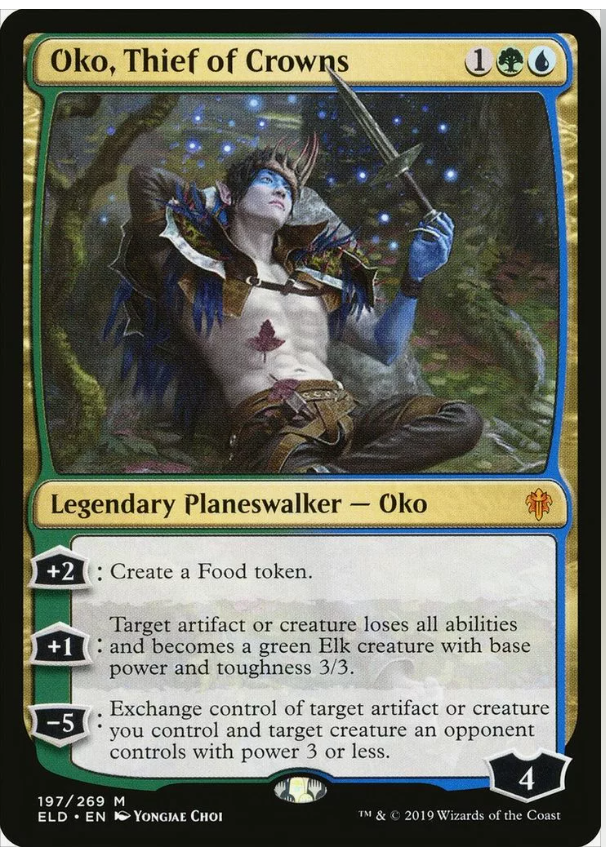 Oko, Thief of Crowns 1
Legendary Planeswalker — Oko
+2 : Create a Food token.
Target artifact or creature loses all abilities
+1 : and becomes a green Elk creature with base
power and toughness 3/3.
Exchange control of target artifact or creature
−5 : you control and target creature an opponent
controls with power 3 or less.
4
197/269 M
ELD • EN Yongjae Choi ™ & © 2019 Wizards of the Coast